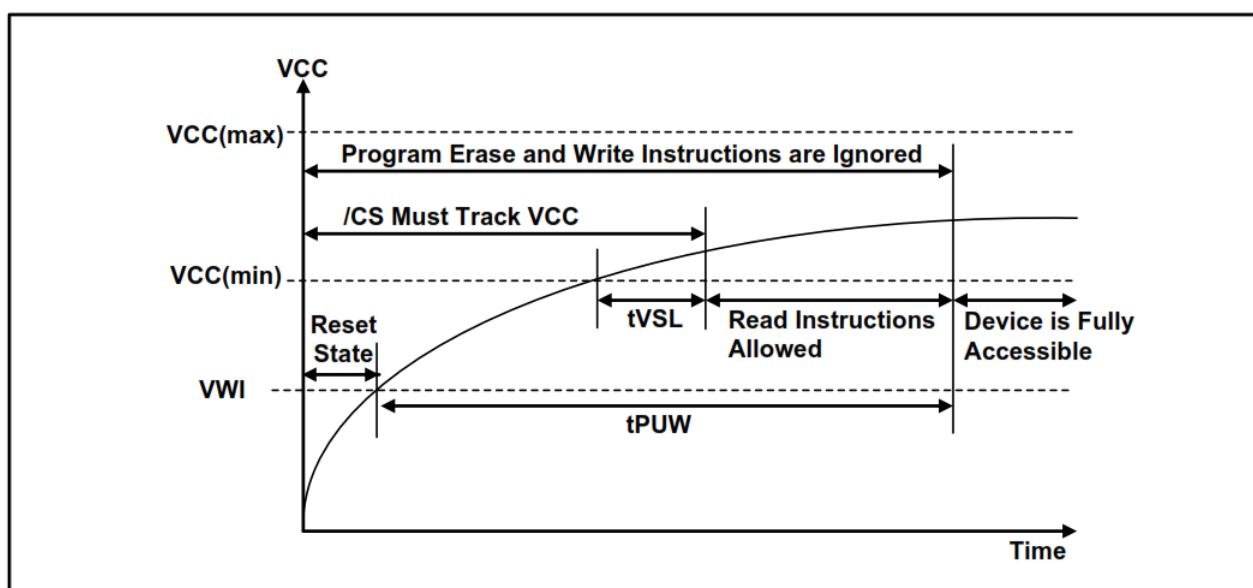 VCC
VCC(max)
Program Erase and Write Instructions are Ignored
/CS Must Track VCC
VCC(min)
tVSL
Read Instructions
Allowed
Device is Fully
Accessible
Reset
State
VWI
tPUW
Time